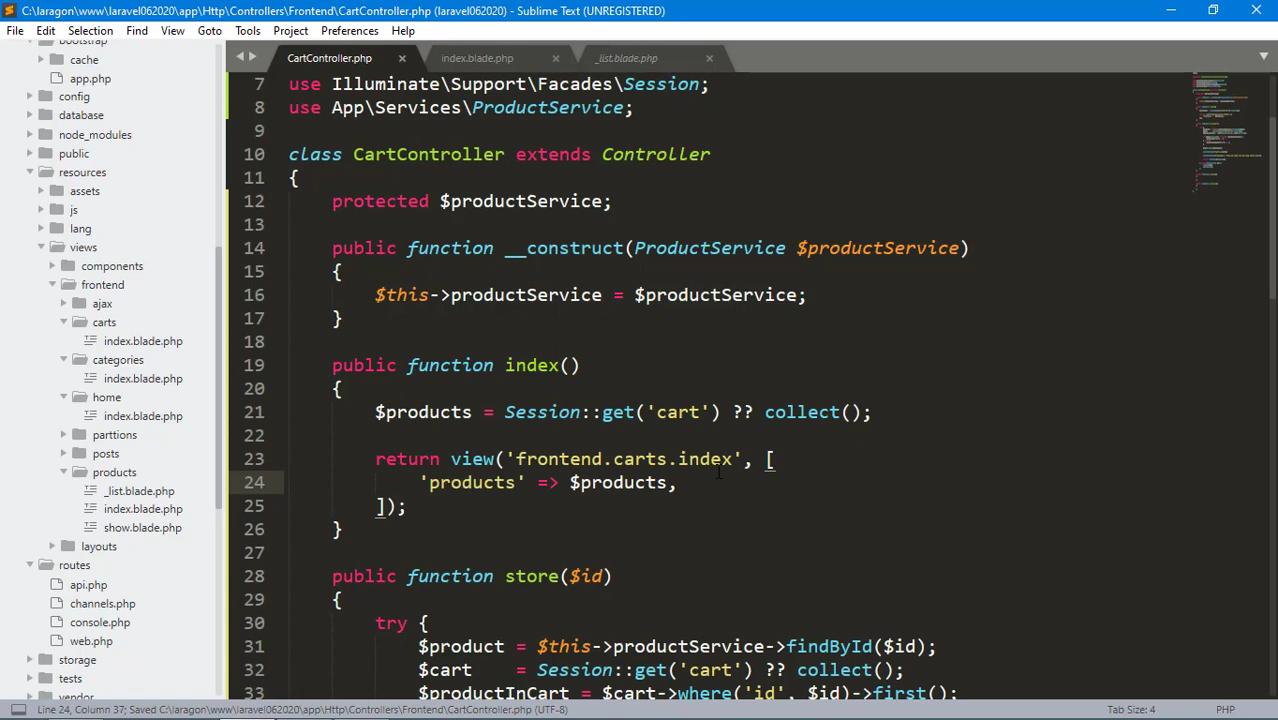 C:\laragon\www\laravel062020\app\Http\Controllers\Frontend\CartController.php (laravel062020) - Sublime Text (UNREGISTERED)
File Edit Selection Find View Goto Tools Project Preferences Help
bootstrap
cache
app.php
config
database
node_modules
public
resources
assets
js
lang
views
components
frontend
ajax
carts
index.blade.php
categories
index.blade.php
home
index.blade.php
parttions
posts
products
_list.blade.php
index.blade.php
show.blade.php
layouts
routes
api.php
channels.php
console.php
web.php
storage
tests
vendor
CartController.php index.blade.php _list.blade.php
7 use Illuminate\Support\Facades\Session;
8 use App\Services\ProductService;
9
10 class CartController extends Controller
11 {
12 protected $productService;
13
14 public function __construct(ProductService $productService)
15 {
16 $this->productService = $productService;
17 }
18
19 public function index()
20 {
21 $products = Session::get('cart') ?? collect();
22
23 return view('frontend.carts.index', [
24 'products' => $products,
25 ]);
26 }
27
28 public function store($id)
29 {
30 try {
31 $product = $this->productService->findById($id);
32 $cart = Session::get('cart') ?? collect();
33 $productInCart = $cart->where('id', $id)->first();
Line 24, Column 37; Saved C:\laragon\www\laravel062020\app\Http\Controllers\Frontend\CartController.php (UTF-8)
Tab Size: 4
PHP